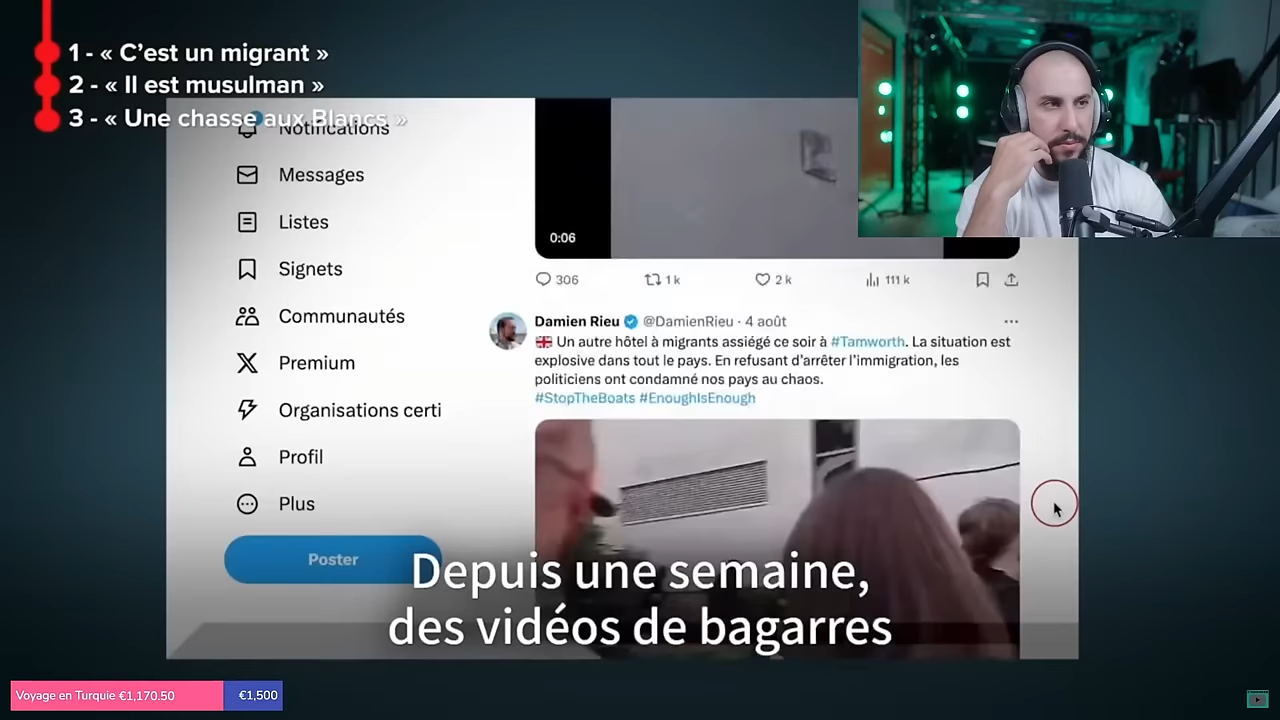 1 - « C’est un migrant »
2 - « Il est musulman »
3 - « Une chasse aux Blancs »
Notifications
Messages
Listes
Signets
Communautés
Premium
Organisations certi
Profil
Plus
Poster
0:06
306 1 k 2 k 111 k
Damien Rieu @DamienRieu · 4 août
Un autre hôtel à migrants assiégé ce soir à #Tamworth. La situation est
explosive dans tout le pays. En refusant d’arrêter l’immigration, les
politiciens ont condamné nos pays au chaos.
#StopTheBoats #EnoughIsEnough
Depuis une semaine,
des vidéos de bagarres
Voyage en Turquie €1,170.50 €1,500